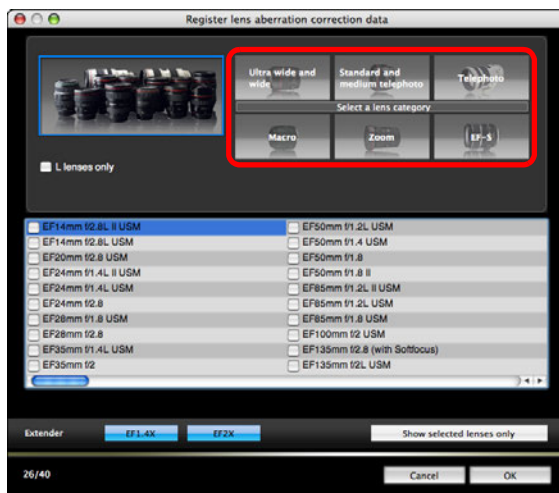 Register lens aberration correction data
Ultra wide and wide
Standard and medium telephoto
Telephoto
Select a lens category
Macro
Zoom
EF-S
L lenses only
EF14mm f/2.8L II USM
EF14mm f/2.8L USM
EF20mm f/2.8 USM
EF24mm f/1.4L II USM
EF24mm f/1.4L USM
EF24mm f/2.8
EF28mm f/1.8 USM
EF28mm f/2.8
EF35mm f/1.4L USM
EF35mm f/2
EF50mm f/1.2L USM
EF50mm f/1.4 USM
EF50mm f/1.8
EF50mm f/1.8 II
EF85mm f/1.2L II USM
EF85mm f/1.2L USM
EF85mm f/1.8 USM
EF100mm f/2 USM
EF135mm f/2.8 (with Softfocus)
EF135mm f/2L USM
Extender
EF1.4X
EF2X
Show selected lenses only
26/40
Cancel
OK